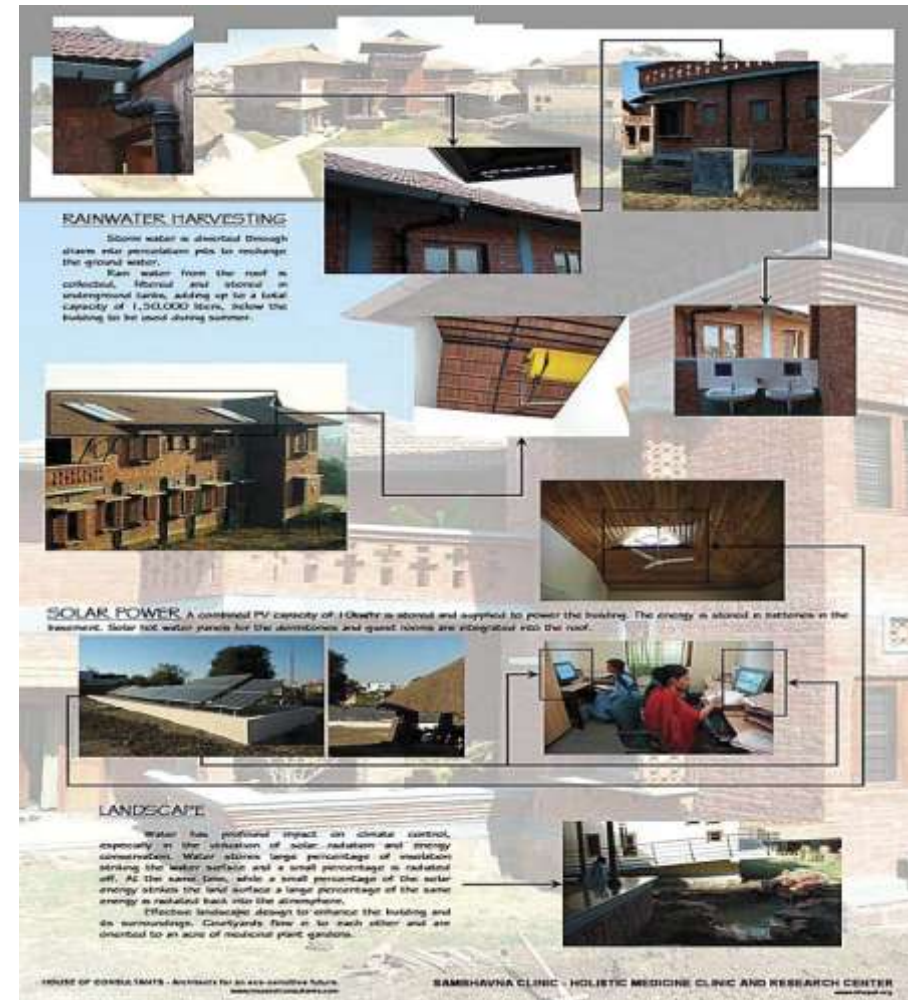 RAINWATER HARVESTING
Storm water is diverted through
drains into percolation pits to recharge
the ground water.
Rain water from the roof is
collected, filtered and stored in
underground tanks, adding up to a total
capacity of 1,50,000 liters, below the
building to be used during summer.
SOLAR POWER A combined PV capacity of 10kwhr is stored and supplied to power the building. The energy is stored in batteries in the
basement. Solar hot water panels for the dormitories and guest rooms are integrated into the roof.
LANDSCAPE
Water has profound impact on climate control,
especially in the utilization of solar radiation and energy
conservation. Water stores large percentage of insolation
striking the water surface and a small percentage is radiated
off. At the same time, while a small percentage of the solar
energy strikes the land surface a large percentage of the same
energy is radiated back into the atmosphere.
Effective landscape design to enhance the building and
its surroundings. Courtyards flow in to each other and are
oriented to an acre of medicinal plant gardens.
HOUSE OF CONSULTANTS - Architects for an eco-sensitive future.
SAMBHAVNA CLINIC - HOLISTIC MEDICINE CLINIC AND RESEARCH CENTER